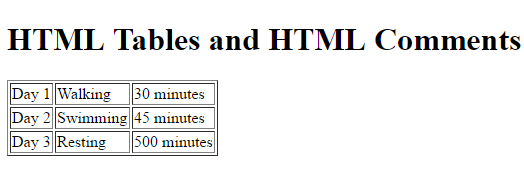 HTML Tables and HTML Comments
Day 1 Walking 30 minutes
Day 2 Swimming 45 minutes
Day 3 Resting 500 minutes